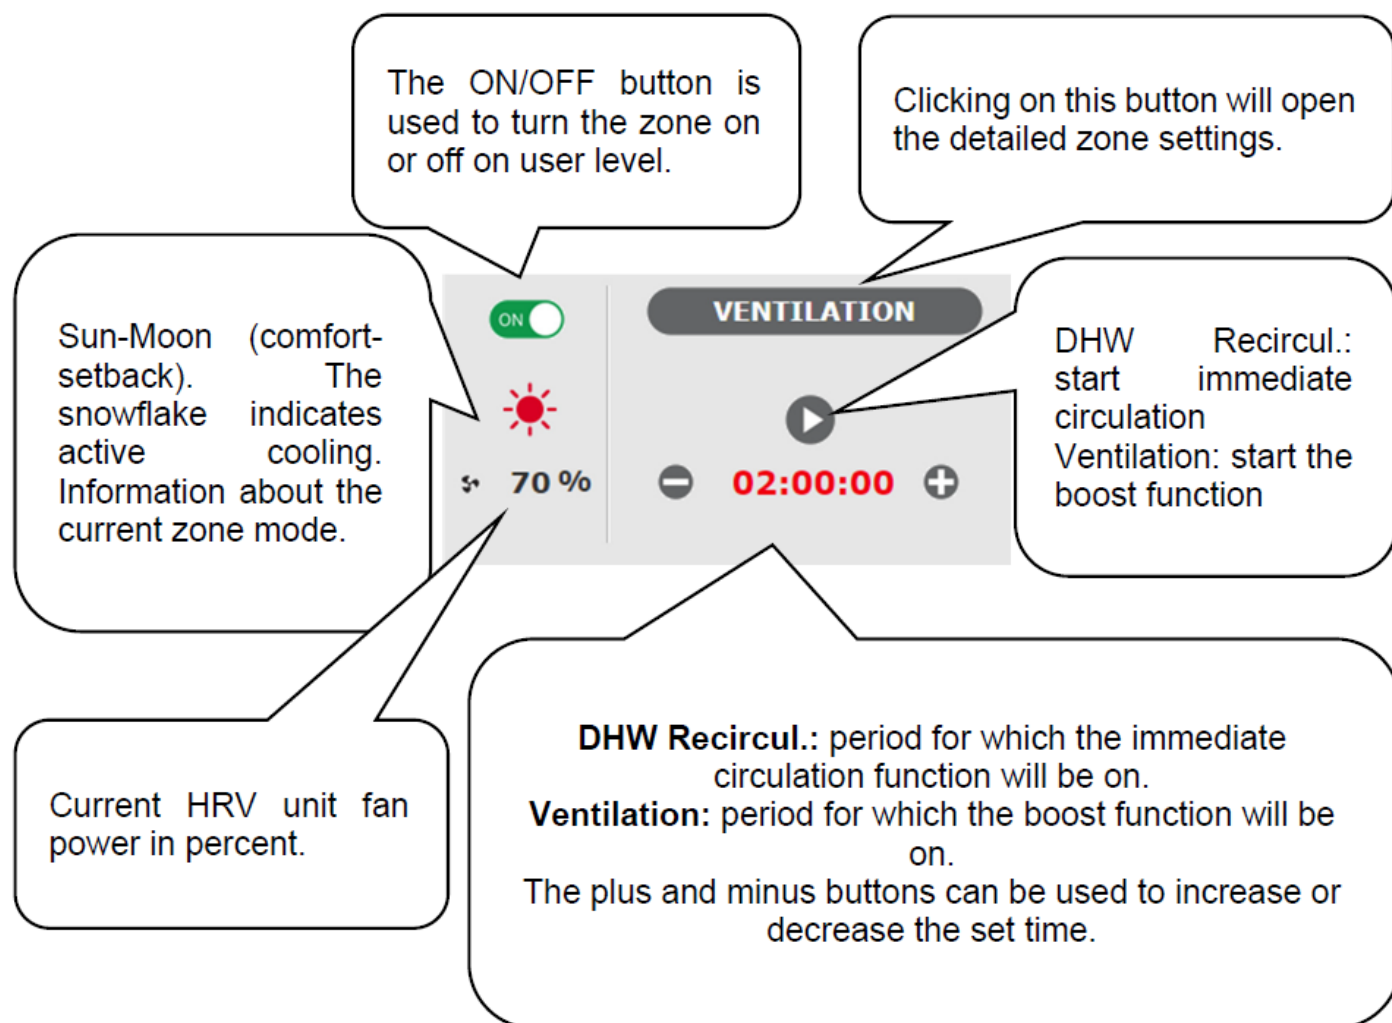 The ON/OFF button is
used to turn the zone on
or off on user level.
Clicking on this button will open
the detailed zone settings.
Sun-Moon (comfort-
setback). The
snowflake indicates
active cooling.
Information about the
current zone mode.
ON
VENTILATION
70 %
02:00:00
DHW Recircul.:
start immediate
circulation
Ventilation: start the
boost function
Current HRV unit fan
power in percent.
DHW Recircul.: period for which the immediate
circulation function will be on.
Ventilation: period for which the boost function will be
on.
The plus and minus buttons can be used to increase or
decrease the set time.